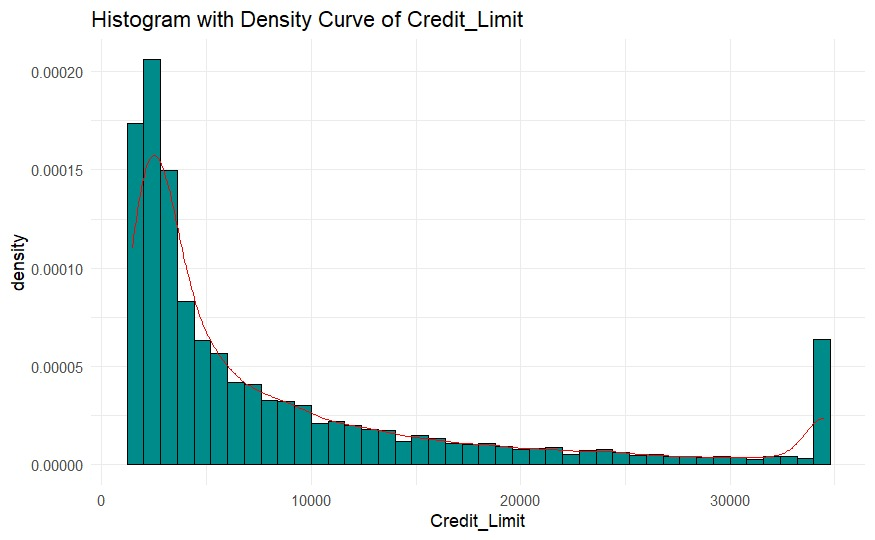 Histogram with Density Curve of Credit_Limit
0.00020
0.00015
0.00010
0.00005
0.00000
density
0 10000 20000 30000
Credit_Limit